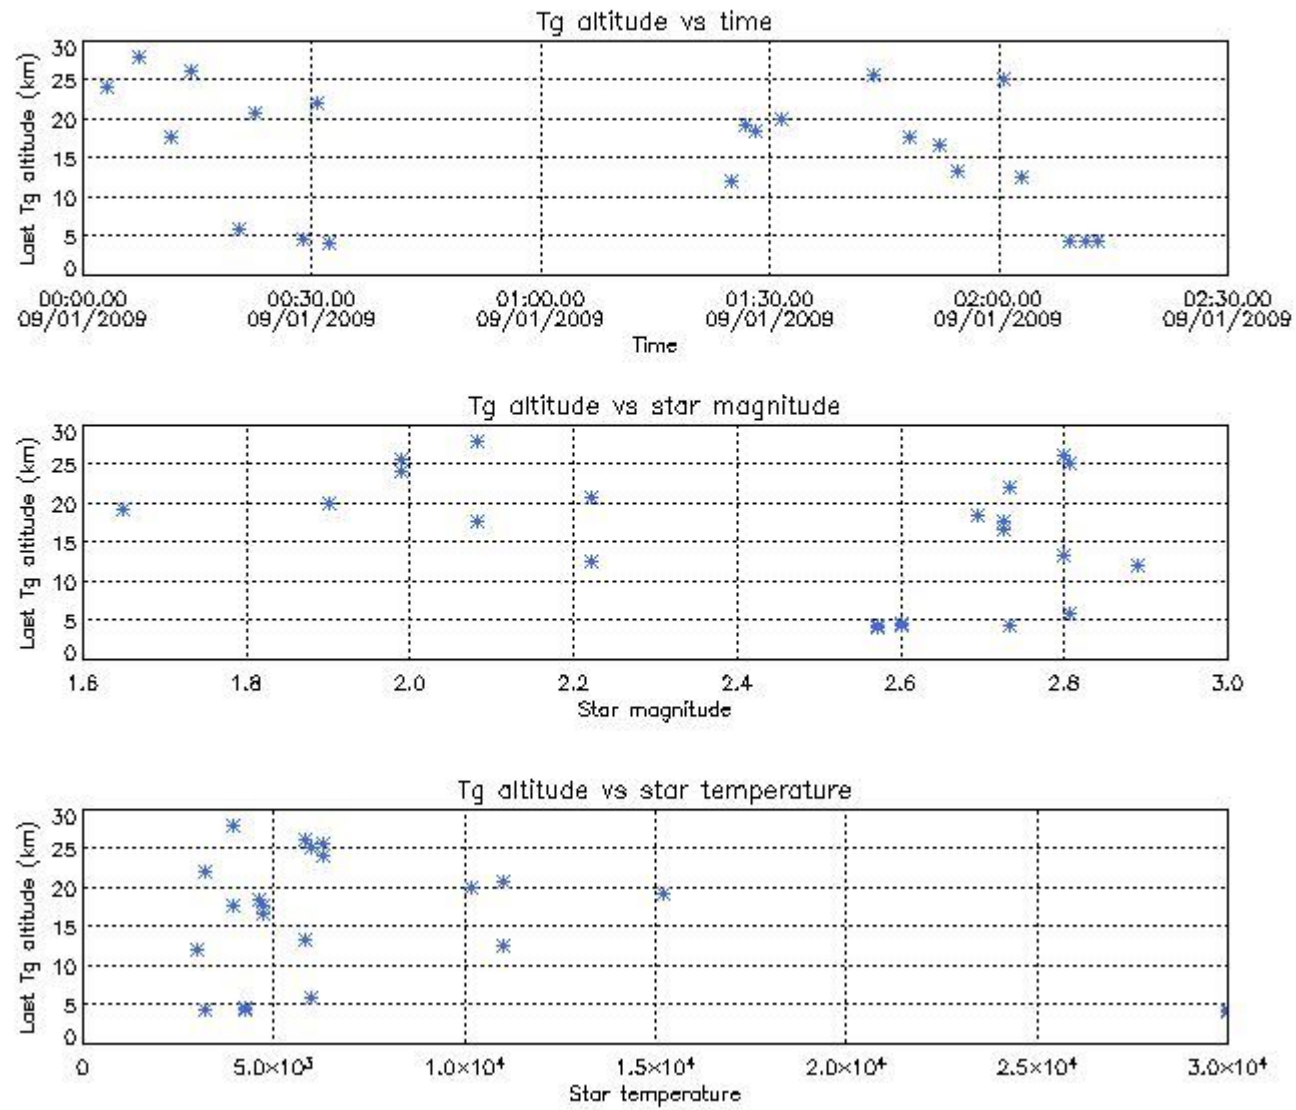 Tg altitude vs time
Last Tg altitude (km)
30
25
20
15
10
5
0
00:00.00 00:30.00 01:00.00 01:30.00 02:00.00 02:30.00
09/01/2009 09/01/2009 09/01/2009 09/01/2009 09/01/2009 09/01/2009
Time
Tg altitude vs star magnitude
Last Tg altitude (km)
30
25
20
15
10
5
0
1.6 1.8 2.0 2.2 2.4 2.6 2.8 3.0
Star magnitude
Tg altitude vs star temperature
Last Tg altitude (km)
30
25
20
15
10
5
0
0 5.0×10³ 1.0×10⁴ 1.5×10⁴ 2.0×10⁴ 2.5×10⁴ 3.0×10⁴
Star temperature